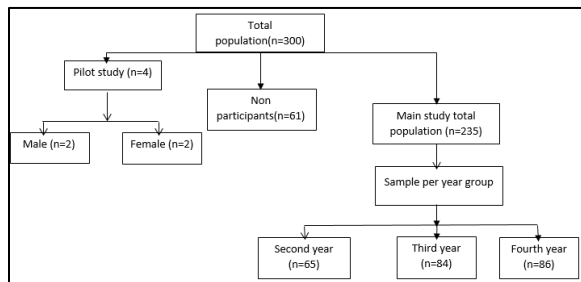 Total
population(n=300)
Pilot study (n=4)
Non
participants(n=61)
Main study total
population (n=235)
Male (n=2)
Female (n=2)
Sample per year group
Second year
(n=65)
Third year
(n=84)
Fourth year
(n=86)